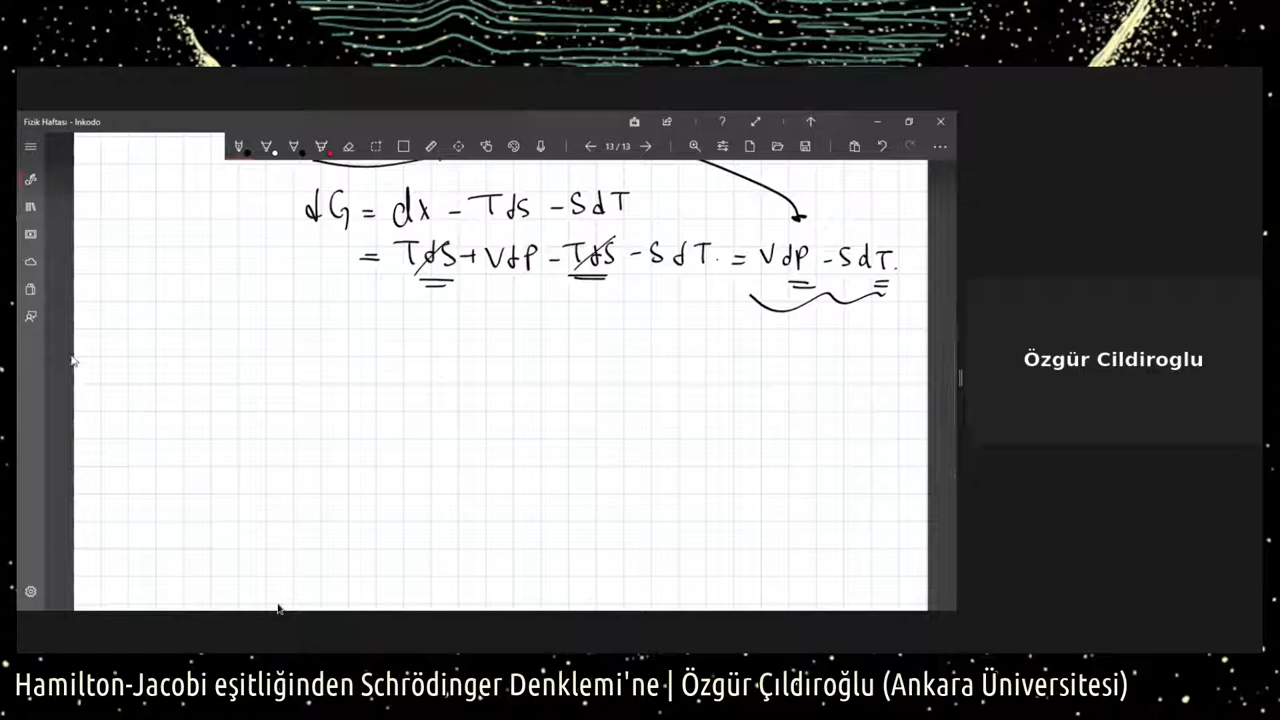 Fizik Haftası - Inkodo
13/13
dG = dX - TdS - SdT
= TdS + VdP - TdS - SdT. = VdP - SdT.
Özgür Cildiroglu
Hamilton-Jacobi eşitliğinden Schrödinger Denklemi'ne | Özgür Çıldıroğlu (Ankara Üniversitesi)